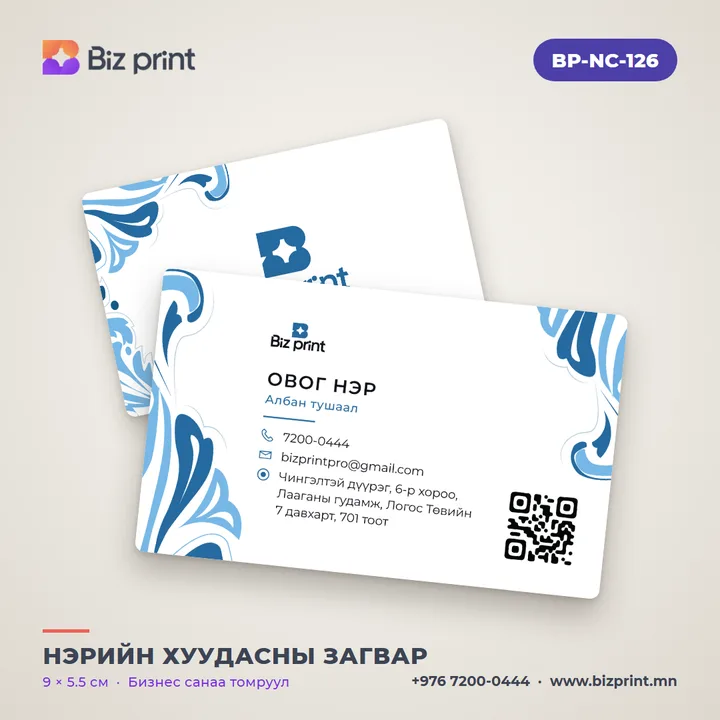 Biz print
BP-NC-126
Biz print
ОВОГ НЭР
Албан тушаал
7200-0444
bizprintpro@gmail.com
Чингэлтэй дүүрэг, 6-р хороо,
Лааганы гудамж, Логос Төвийн
7 давхарт, 701 тоот
НЭРИЙН ХУУДАСНЫ ЗАГВАР
9 × 5.5 см · Бизнес санаа томруул
+976 7200-0444 · www.bizprint.mn